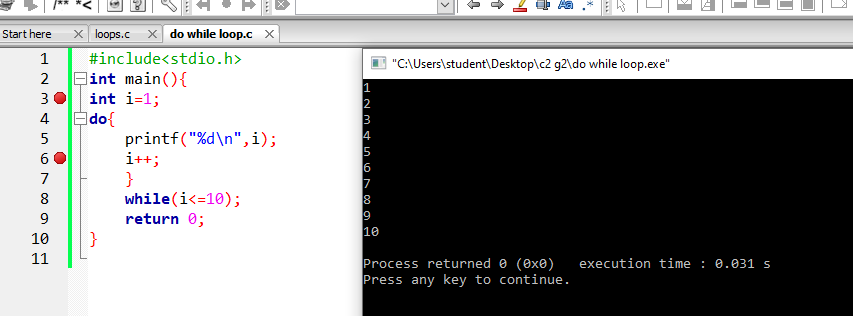 /** *<
Aa
.*
Start here
loops.c
do while loop.c
1 #include<stdio.h>
2 int main(){
3 int i=1;
4 do{
5 printf("%d\n",i);
6 i++;
7 }
8 while(i<=10);
9 return 0;
10 }
11
"C:\Users\student\Desktop\c2 g2\do while loop.exe"
1
2
3
4
5
6
7
8
9
10
Process returned 0 (0x0)   execution time : 0.031 s
Press any key to continue.